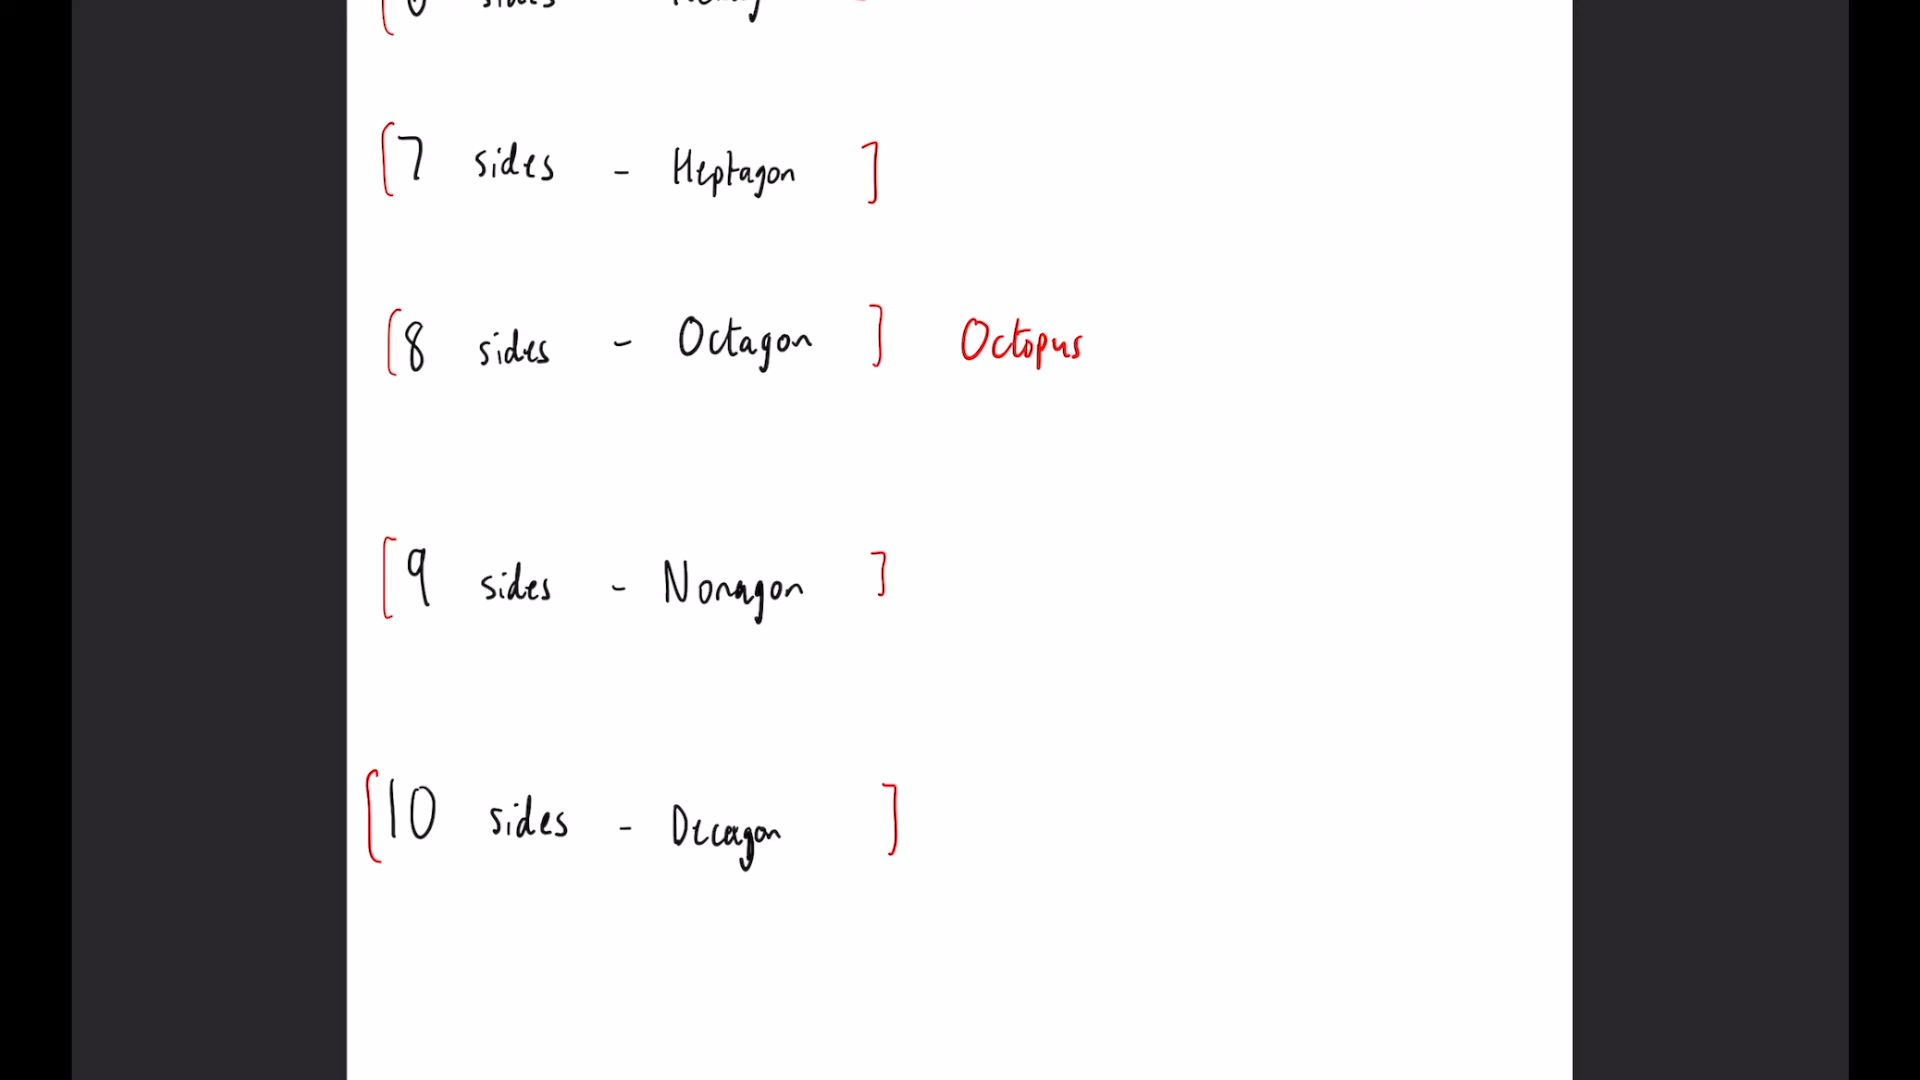 [7 sides - Heptagon ]
[8 sides - Octagon ] Octopus
[9 sides - Nonagon ]
[10 sides - Decagon ]